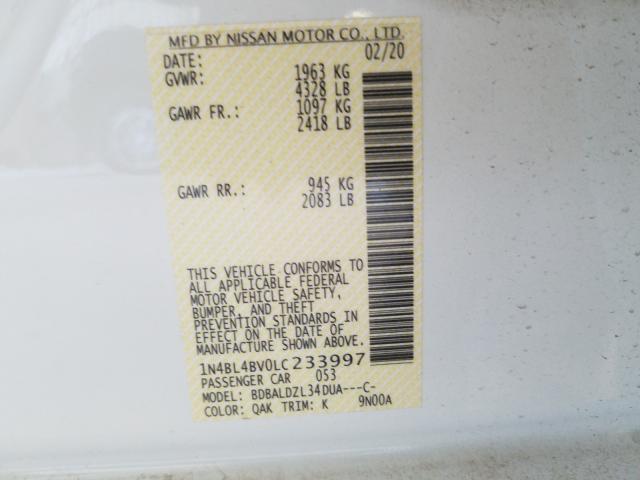 MFD BY NISSAN MOTOR CO., LTD.
DATE: 02/20
GVWR: 1963 KG
4328 LB
GAWR FR.: 1097 KG
2418 LB
GAWR RR.: 945 KG
2083 LB
THIS VEHICLE CONFORMS TO
ALL APPLICABLE FEDERAL
MOTOR VEHICLE SAFETY,
BUMPER, AND THEFT
PREVENTION STANDARDS IN
EFFECT ON THE DATE OF
MANUFACTURE SHOWN ABOVE.
1N4BL4BV0LC233997
PASSENGER CAR 053
MODEL: BDBALDZL34DUA---C-
COLOR: QAK TRIM: K 9N00A